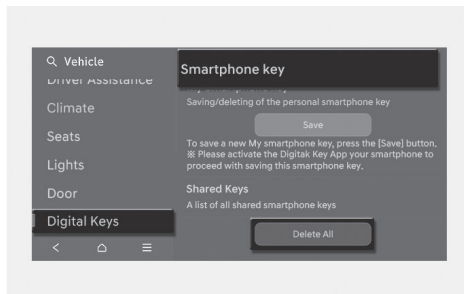 Vehicle
Driver Assistance
Climate
Seats
Lights
Door
Digital Keys
Smartphone key
Saving/deleting of the personal smartphone key
Save
To save a new My smartphone key, press the [Save] button.
※ Please activate the Digitak Key App your smartphone to
proceed with saving this smartphone key.
Shared Keys
A list of all shared smartphone keys
Delete All